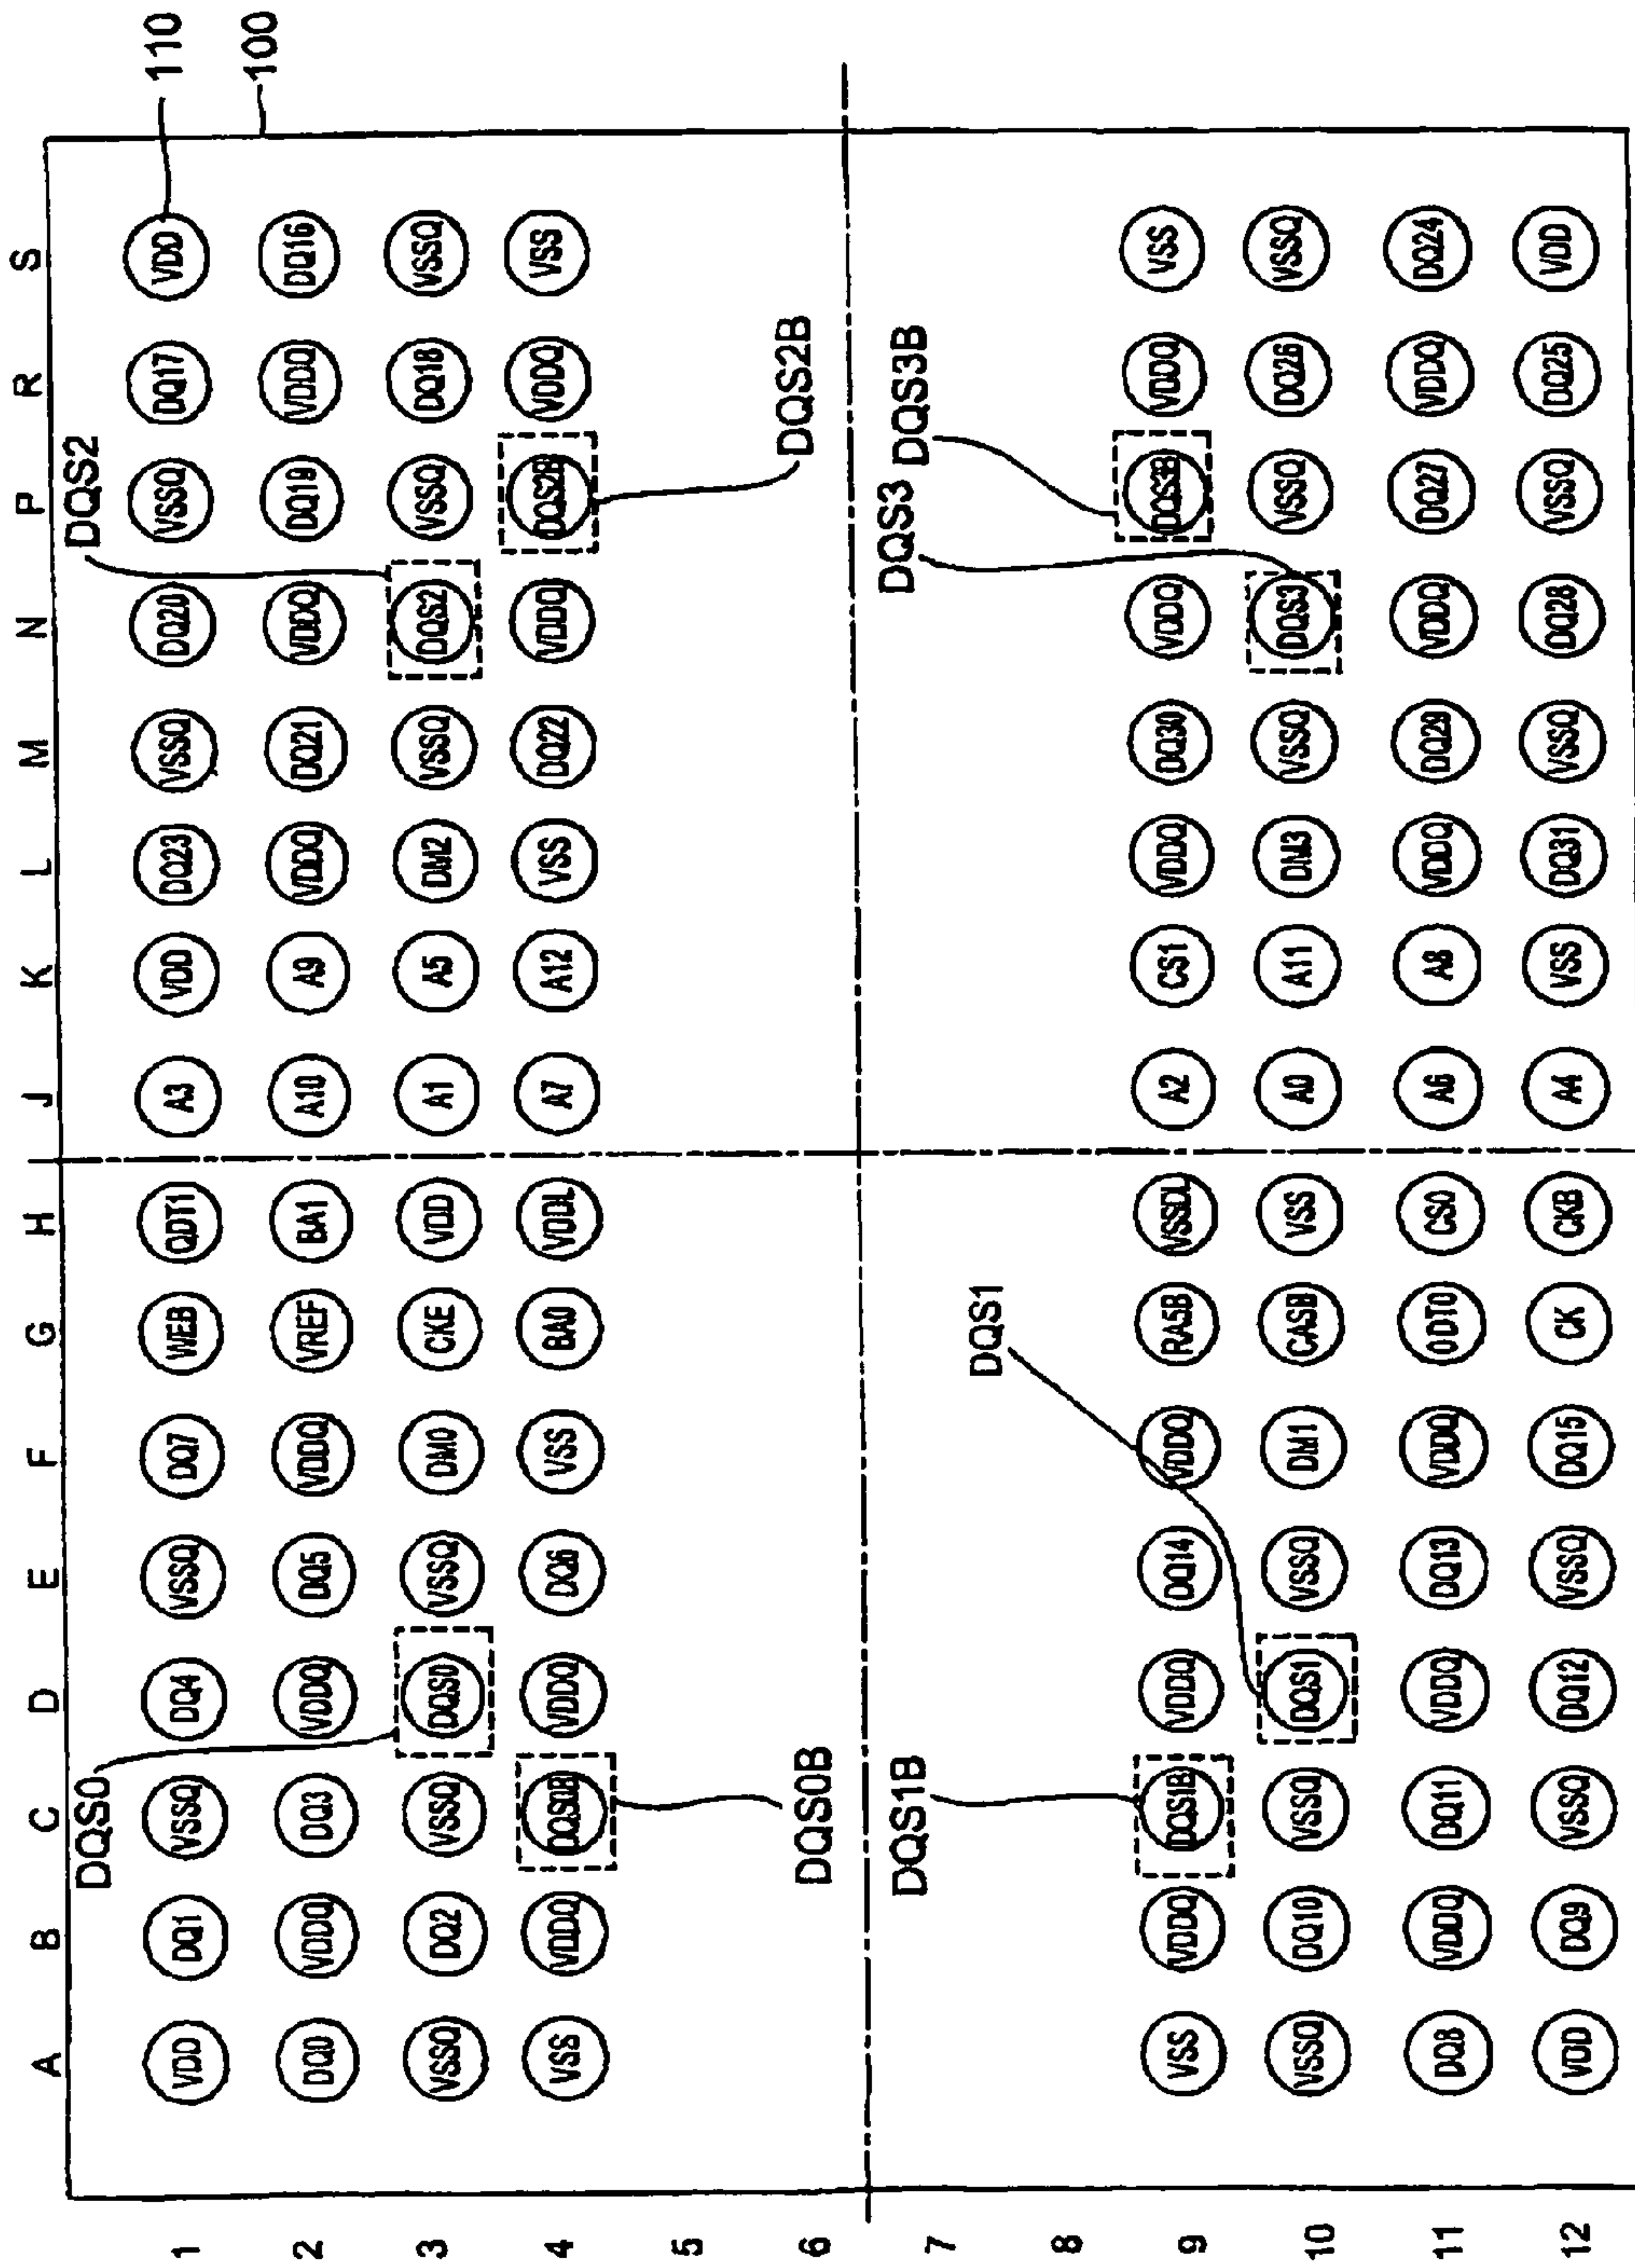 A B C D E F G H I J K L M N P R S
DQS0 DQS2
1 VDD DQ1 VSSQ DQ4 VSSQ DQ7 WEB QDT1 A3 VDD DQ23 VSSQ DQ20 VSSQ DQ17 VDD 110
100
2 DQ0 VDDQ DQ3 VDDQ DQ5 VDDQ VREF BA1 A10 A9 VDDQ DQ21 VDDQ DQ19 VDDQ DQ16
3 VSSQ DQ2 VSSQ DQS0 VSSQ DM0 CKE VDD A1 A5 DM2 VSSQ DQS2 VSSQ DQ18 VSSQ
4 VSS VDDQ DQS0B VDDQ DQ6 VSS BA0 VDDL A7 A12 VSS DQ22 VDDQ DQS2B VDDQ VSS
5
6 DQS0B DQS2B
7 DQS1B DQS1 DQS3 DQS3B
8
9 VSS VDDQ DQS1B VDDQ DQ14 VDDQ RA5B VSSDL A2 CS1 VDDQ DQ30 VDDQ DQS3B VDDQ VSS
10 VSSQ DQ10 VSSQ DQS1 VSSQ DM1 CASB VSS A0 A11 DM3 VSSQ DQS3 VSSQ DQ26 VSSQ
11 DQ8 VDDQ DQ11 VDDQ DQ13 VDDQ ODT0 CS0 A6 A8 VDDQ DQ29 VDDQ DQ27 VDDQ DQ24
12 VDD DQ9 VSSQ DQ12 VSSQ DQ15 CK CKB A4 VSS DQ31 VSSQ DQ28 VSSQ DQ25 VDD